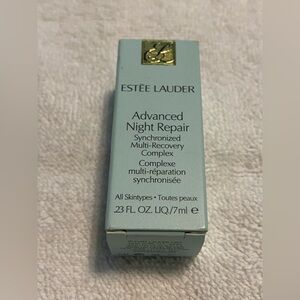 ESTĒE LAUDER
Advanced
Night Repair
Synchronized
Multi-Recovery
Complex
Complexe
multi-réparation
synchronisée
All Skintypes • Toutes peaux
.23 FL. OZ. LIQ./7ml ℮